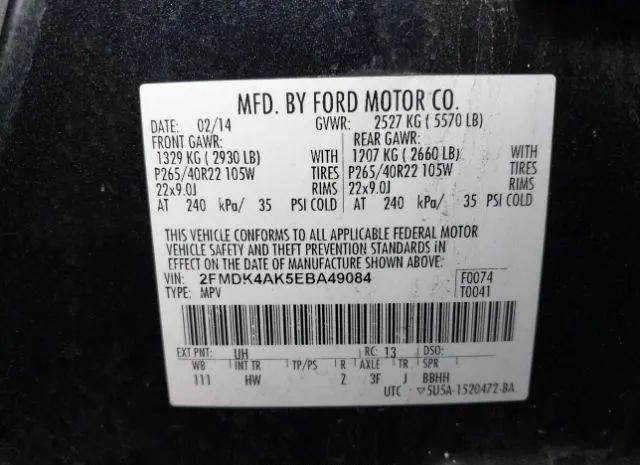 MFD. BY FORD MOTOR CO.
DATE: 02/14 GVWR: 2527 KG ( 5570 LB)
FRONT GAWR: REAR GAWR:
1329 KG ( 2930 LB) WITH 1207 KG ( 2660 LB) WITH
P265/40R22 105W TIRES P265/40R22 105W TIRES
22x9.0J RIMS 22x9.0J RIMS
AT 240 kPa/ 35 PSI COLD AT 240 kPa/ 35 PSI COLD
THIS VEHICLE CONFORMS TO ALL APPLICABLE FEDERAL MOTOR
VEHICLE SAFETY AND THEFT PREVENTION STANDARDS IN
EFFECT ON THE DATE OF MANUFACTURE SHOWN ABOVE.
VIN: 2FMDK4AK5EBA49084 F0074
TYPE: MPV T0041
EXT PNT: UH RC: 13 DSO:
WB INT TR TP/PS R AXLE TR SPR
111 HW Z 3F J BBHH
UTC ▽5U5A-1520472-BA